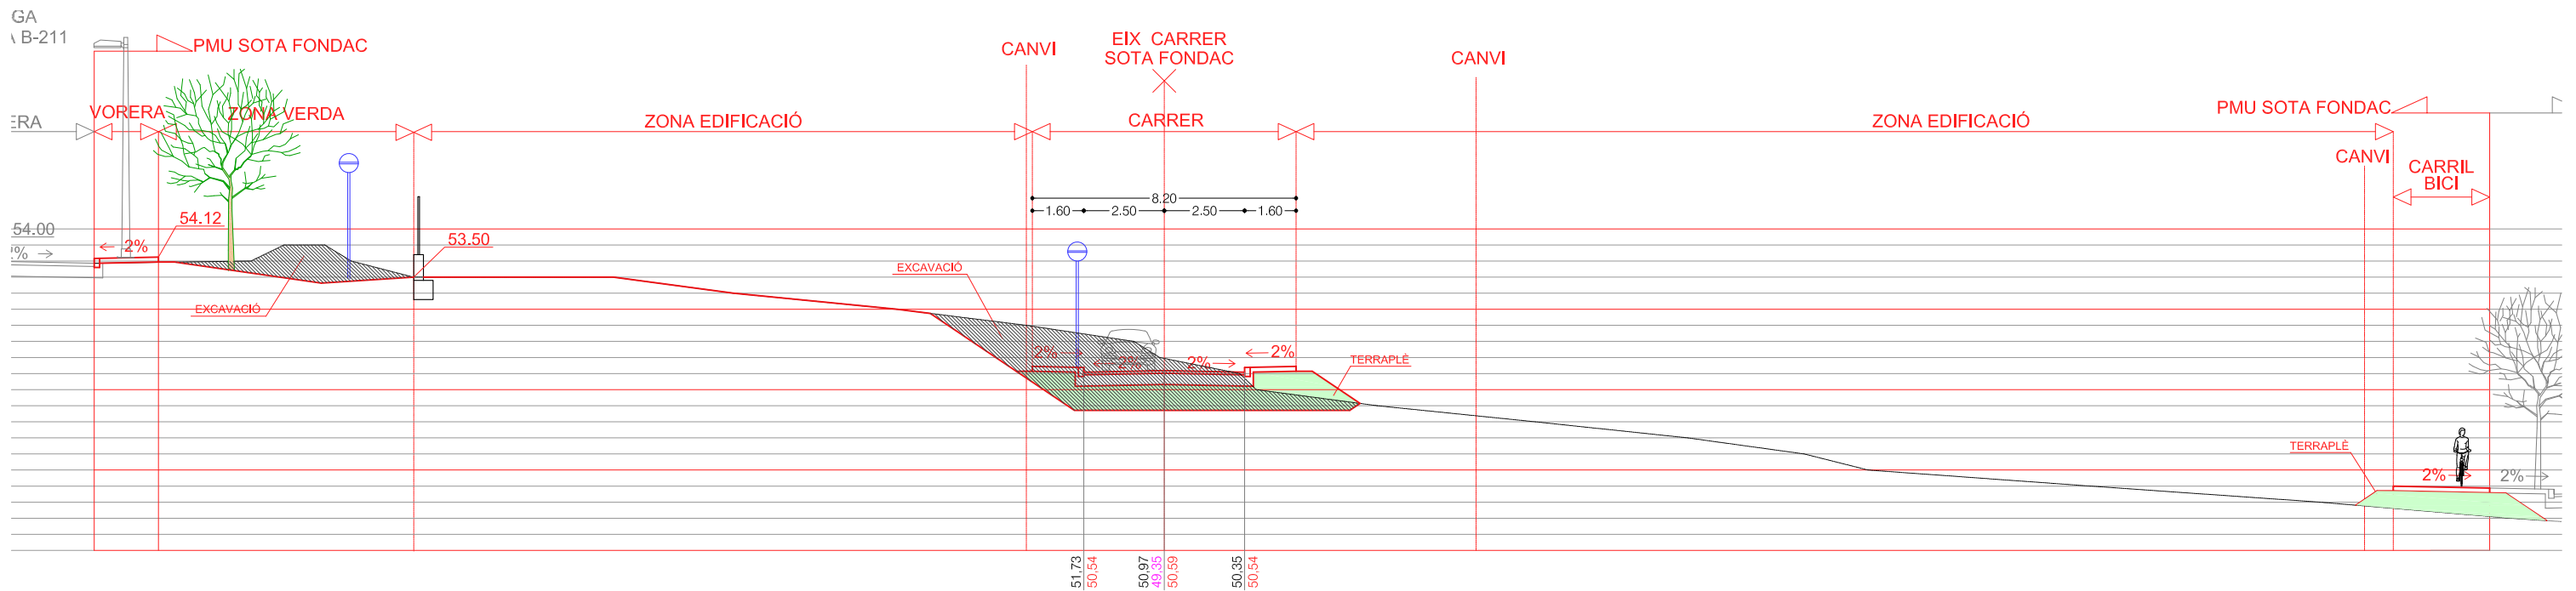 GA
A B-211
PMU SOTA FONDAC
CANVI
EIX CARRER
SOTA FONDAC
CANVI
ERA
VORERA
ZONA VERDA
ZONA EDIFICACIÓ
CARRER
ZONA EDIFICACIÓ
PMU SOTA FONDAC
CANVI
CARRIL
BICI
8.20
1.60
2.50
2.50
1.60
54.00
2%
2%
54.12
53.50
EXCAVACIÓ
EXCAVACIÓ
2%
2%
2%
2%
TERRAPLÈ
TERRAPLÈ
2%
2%
51,73
50,54
50,97
49,35
50,59
50,35
50,54